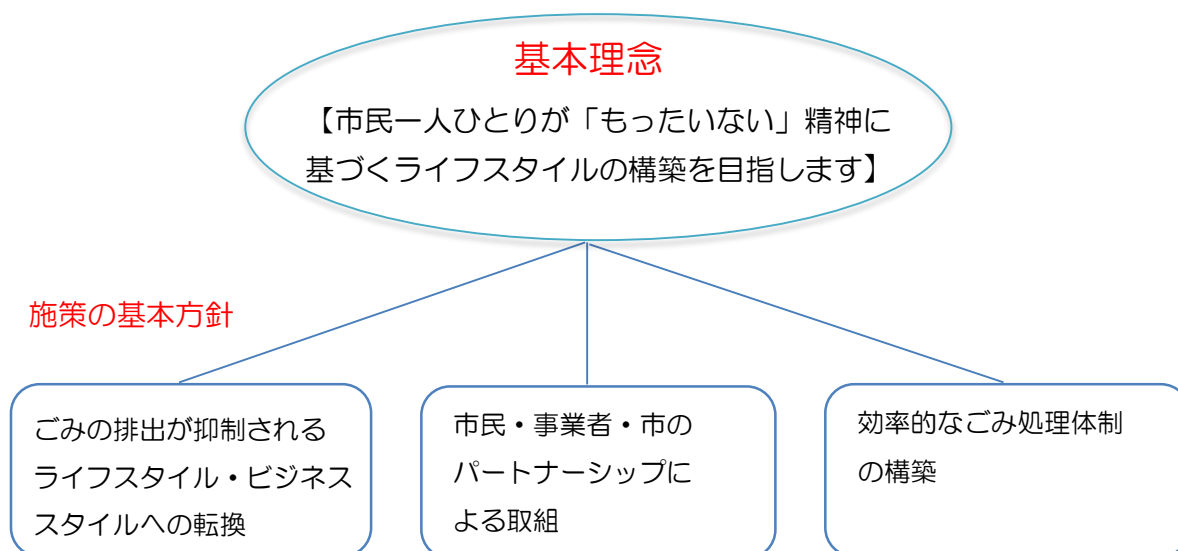 基本理念
【市民一人ひとりが「もったいない」精神に
基づくライフスタイルの構築を目指します】
施策の基本方針
ごみの排出が抑制される
ライフスタイル・ビジネス
スタイルへの転換
市民・事業者・市の
パートナーシップに
よる取組
効率的なごみ処理体制
の構築